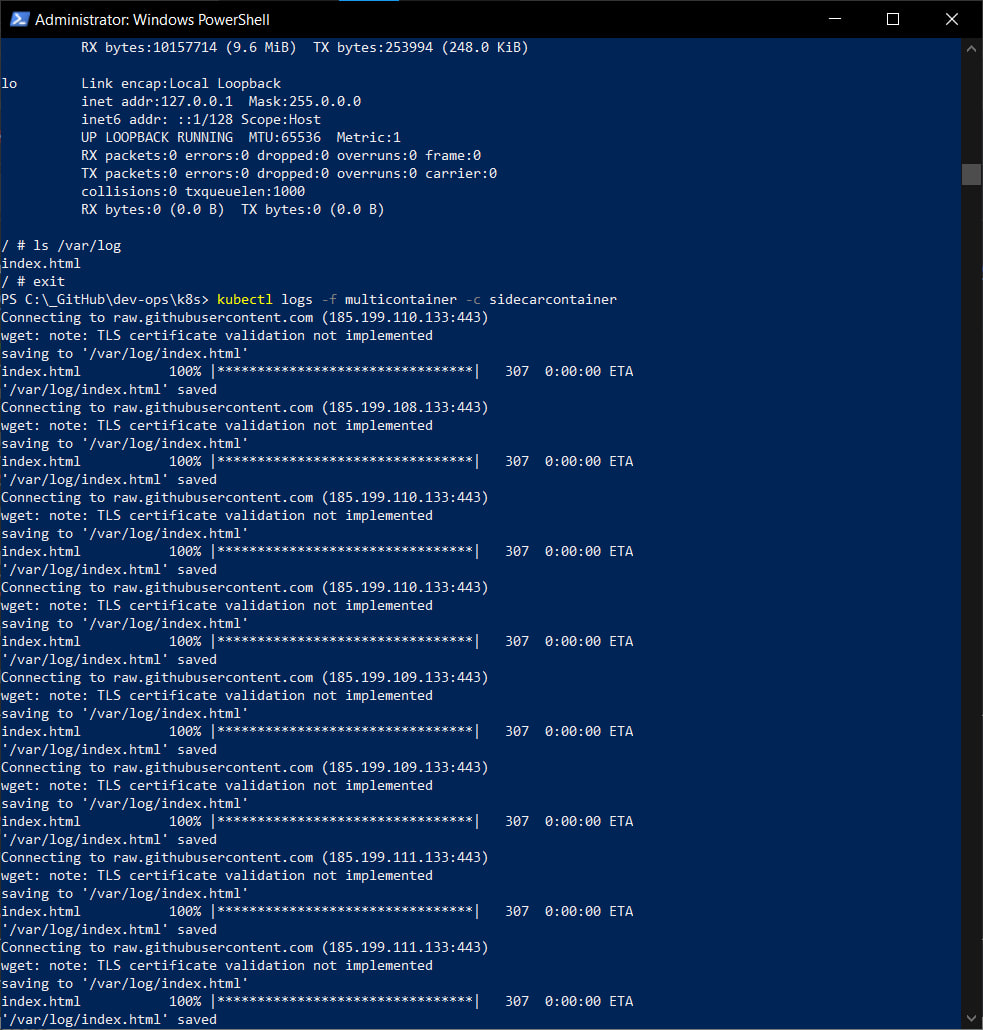 Administrator: Windows PowerShell
RX bytes:10157714 (9.6 MiB)  TX bytes:253994 (248.0 KiB)
lo        Link encap:Local Loopback
inet addr:127.0.0.1  Mask:255.0.0.0
inet6 addr: ::1/128 Scope:Host
UP LOOPBACK RUNNING  MTU:65536  Metric:1
RX packets:0 errors:0 dropped:0 overruns:0 frame:0
TX packets:0 errors:0 dropped:0 overruns:0 carrier:0
collisions:0 txqueuelen:1000
RX bytes:0 (0.0 B)  TX bytes:0 (0.0 B)
/ # ls /var/log
index.html
/ # exit
PS C:\_GitHub\dev-ops\k8s> kubectl logs -f multicontainer -c sidecarcontainer
Connecting to raw.githubusercontent.com (185.199.110.133:443)
wget: note: TLS certificate validation not implemented
saving to '/var/log/index.html'
index.html           100% |********************************|   307  0:00:00 ETA
'/var/log/index.html' saved
Connecting to raw.githubusercontent.com (185.199.108.133:443)
wget: note: TLS certificate validation not implemented
saving to '/var/log/index.html'
index.html           100% |********************************|   307  0:00:00 ETA
'/var/log/index.html' saved
Connecting to raw.githubusercontent.com (185.199.110.133:443)
wget: note: TLS certificate validation not implemented
saving to '/var/log/index.html'
index.html           100% |********************************|   307  0:00:00 ETA
'/var/log/index.html' saved
Connecting to raw.githubusercontent.com (185.199.110.133:443)
wget: note: TLS certificate validation not implemented
saving to '/var/log/index.html'
index.html           100% |********************************|   307  0:00:00 ETA
'/var/log/index.html' saved
Connecting to raw.githubusercontent.com (185.199.109.133:443)
wget: note: TLS certificate validation not implemented
saving to '/var/log/index.html'
index.html           100% |********************************|   307  0:00:00 ETA
'/var/log/index.html' saved
Connecting to raw.githubusercontent.com (185.199.109.133:443)
wget: note: TLS certificate validation not implemented
saving to '/var/log/index.html'
index.html           100% |********************************|   307  0:00:00 ETA
'/var/log/index.html' saved
Connecting to raw.githubusercontent.com (185.199.111.133:443)
wget: note: TLS certificate validation not implemented
saving to '/var/log/index.html'
index.html           100% |********************************|   307  0:00:00 ETA
'/var/log/index.html' saved
Connecting to raw.githubusercontent.com (185.199.111.133:443)
wget: note: TLS certificate validation not implemented
saving to '/var/log/index.html'
index.html           100% |********************************|   307  0:00:00 ETA
'/var/log/index.html' saved